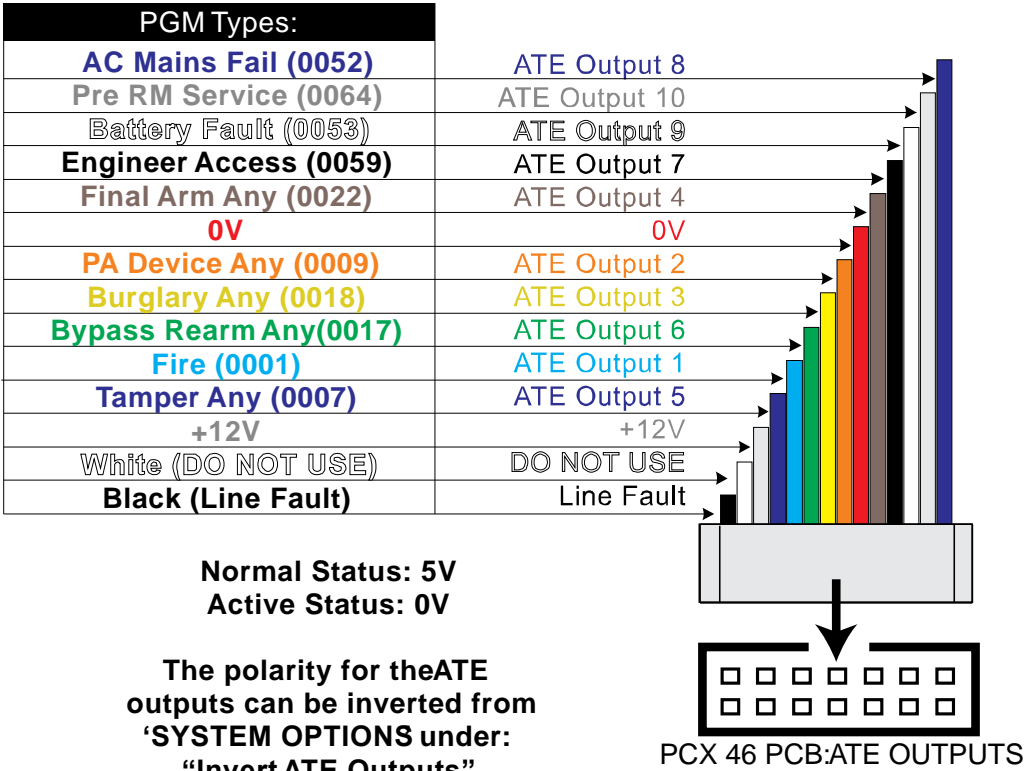 PGM Types:
AC Mains Fail (0052) ATE Output 8
Pre RM Service (0064) ATE Output 10
Battery Fault (0053) ATE Output 9
Engineer Access (0059) ATE Output 7
Final Arm Any (0022) ATE Output 4
0V 0V
PA Device Any (0009) ATE Output 2
Burglary Any (0018) ATE Output 3
Bypass Rearm Any(0017) ATE Output 6
Fire (0001) ATE Output 1
Tamper Any (0007) ATE Output 5
+12V +12V
White (DO NOT USE) DO NOT USE
Black (Line Fault) Line Fault
Normal Status: 5V
Active Status: 0V
The polarity for theATE
outputs can be inverted from
‘SYSTEM OPTIONS under:
“Invert ATE Outputs”
PCX 46 PCB:ATE OUTPUTS